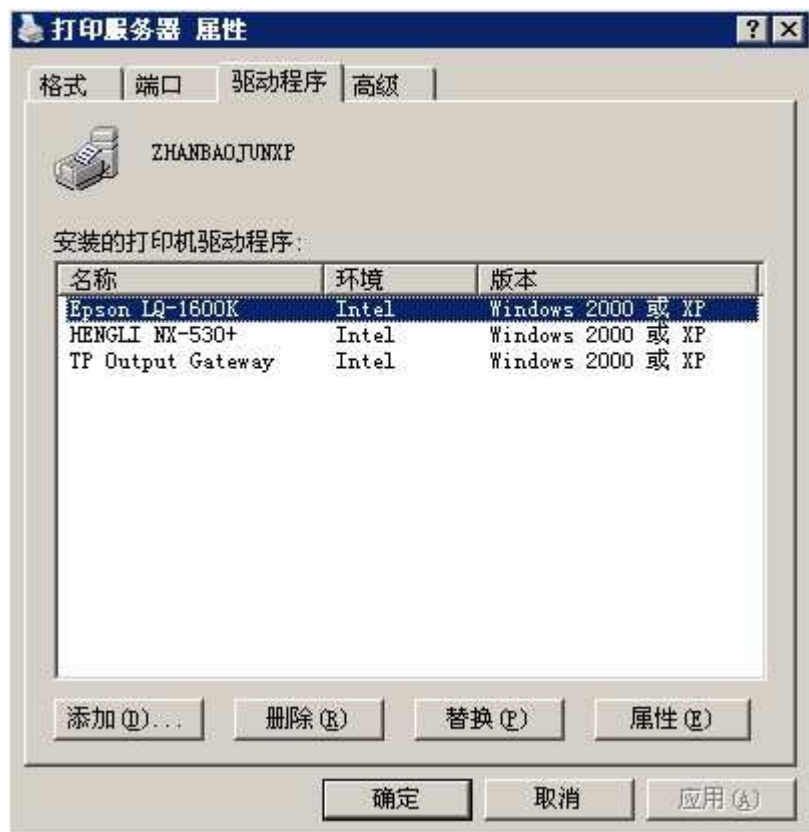 打印服务器 属性
格式 端口 驱动程序 高级
ZHANBAOJUNXP
安装的打印机驱动程序:
名称 环境 版本
Epson LQ-1600K Intel Windows 2000 或 XP
HENGLI NX-530+ Intel Windows 2000 或 XP
TP Output Gateway Intel Windows 2000 或 XP
添加(D)... 删除(R) 替换(P) 属性(E)
确定 取消 应用(A)